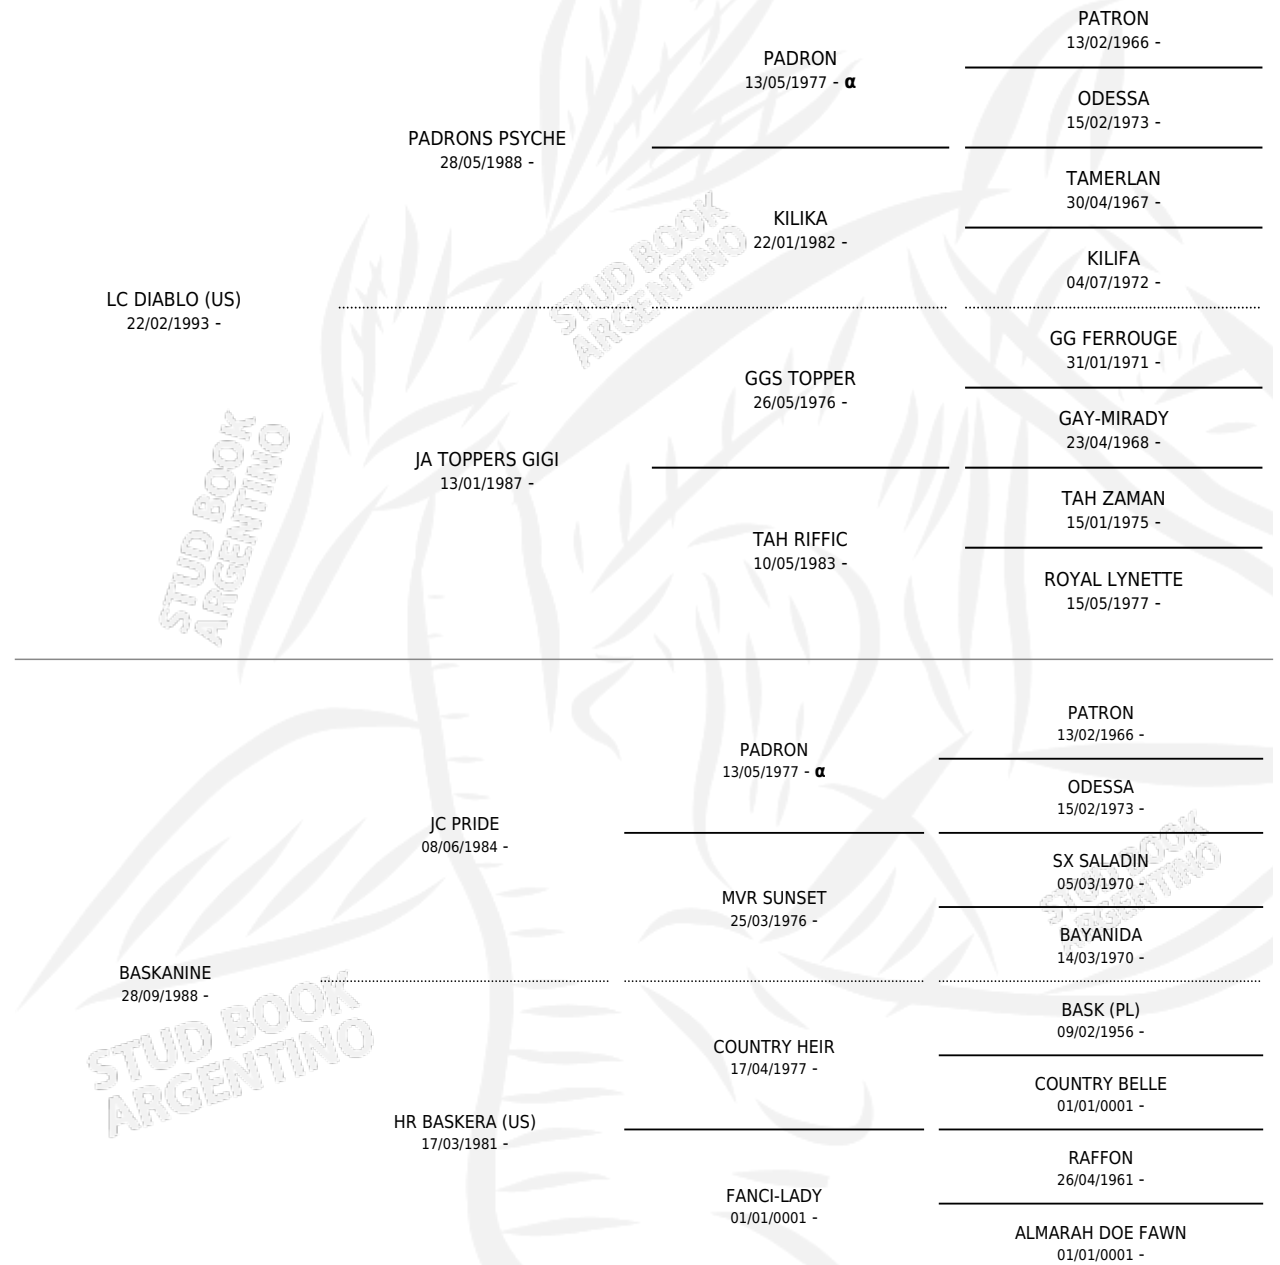 PATRON
13/02/1966 -
PADRON
13/05/1977 - α
ODESSA
15/02/1973 -
PADRONS PSYCHE
28/05/1988 -
TAMERLAN
30/04/1967 -
KILIKA
22/01/1982 -
KILIFA
04/07/1972 -
LC DIABLO (US)
22/02/1993 -
STUD BOOK
ARGENTINO
GG FERROUGE
31/01/1971 -
GGS TOPPER
26/05/1976 -
GAY-MIRADY
23/04/1968 -
JA TOPPERS GIGI
13/01/1987 -
STUD BOOK
ARGENTINO
TAH ZAMAN
15/01/1975 -
TAH RIFFIC
10/05/1983 -
ROYAL LYNETTE
15/05/1977 -
PATRON
13/02/1966 -
PADRON
13/05/1977 - α
ODESSA
15/02/1973 -
JC PRIDE
08/06/1984 -
SX SALADIN
05/03/1970 -
STUD BOOK
ARGENTINO
MVR SUNSET
25/03/1976 -
BAYANIDA
14/03/1970 -
BASKANINE
28/09/1988 -
STUD BOOK
ARGENTINO
BASK (PL)
09/02/1956 -
COUNTRY HEIR
17/04/1977 -
COUNTRY BELLE
01/01/0001 -
HR BASKERA (US)
17/03/1981 -
RAFFON
26/04/1961 -
FANCI-LADY
01/01/0001 -
ALMARAH DOE FAWN
01/01/0001 -